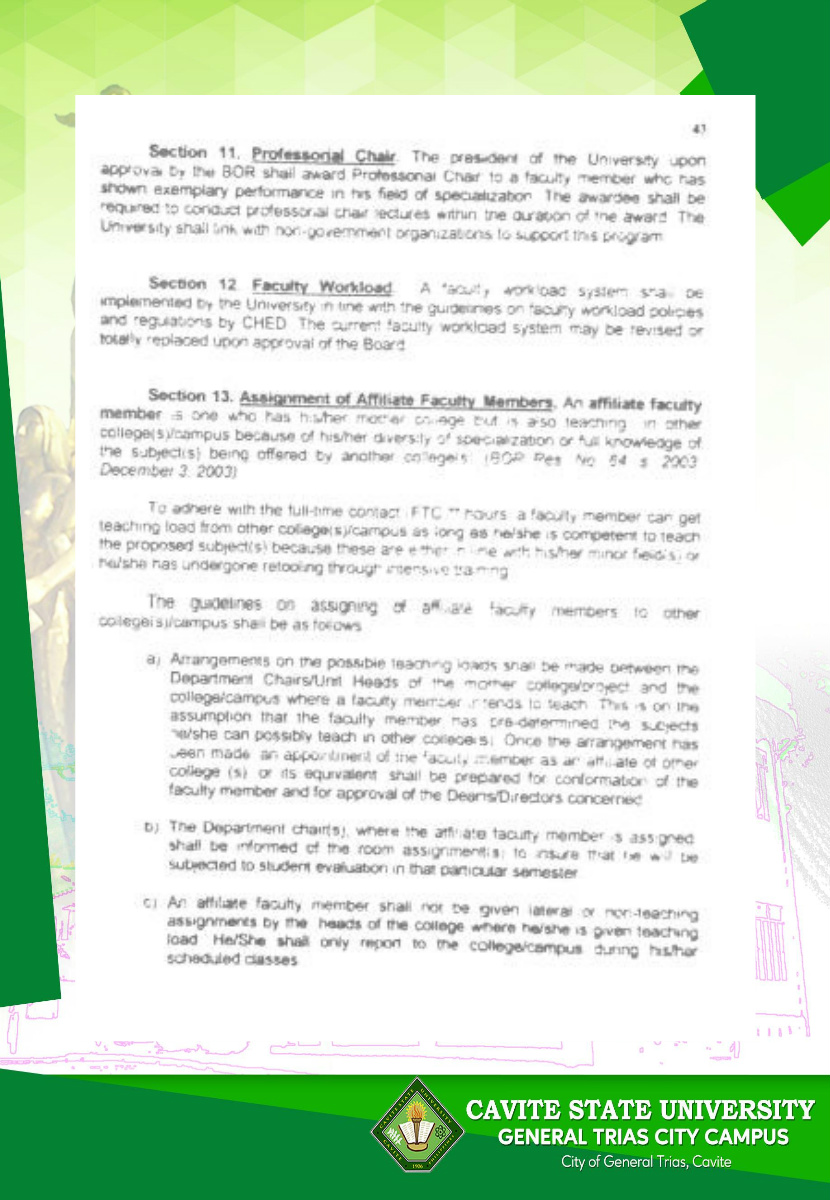 43
Section 11. Professorial Chair. The president of the University upon
approval by the BOR shall award Professorial Chair to a faculty member who has
shown exemplary performance in his field of specialization. The awardee shall be
required to conduct professorial chair lectures within the duration of the award. The
University shall link with non-government organizations to support this program.
Section 12. Faculty Workload. A faculty workload system shall be
implemented by the University in line with the guidelines on faculty workload policies
and regulations by CHED. The current faculty workload system may be revised or
totally replaced upon approval of the Board.
Section 13. Assignment of Affiliate Faculty Members. An affiliate faculty
member is one who has his/her mother college but is also teaching in other
college(s)/campus because of his/her diversity of specialization or full knowledge of
the subject(s) being offered by another college(s). (BOR Res. No. 84 s. 2003
December 3, 2003)
To adhere with the full-time contact (FTC hours, a faculty member can get
teaching load from other college(s)/campus as long as he/she is competent to teach
the proposed subject(s) because these are either in line with his/her minor field(s) or
he/she has undergone retooling through intensive training.
The guidelines on assigning of affiliate faculty members to other
college(s)/campus shall be as follows
a) Arrangements on the possible teaching loads shall be made between the
Department Chairs/Unit Heads of the mother college/project and the
college/campus where a faculty member intends to teach. This is on the
assumption that the faculty member has pre-determined the subjects
he/she can possibly teach in other college(s). Once the arrangement has
been made, an appointment of the faculty member as an affiliate of other
college (s) or its equivalent shall be prepared for conformation of the
faculty member and for approval of the Deans/Directors concerned.
b) The Department chair(s), where the affiliate faculty member is assigned
shall be informed of the room assignment(s) to insure that he will be
subjected to student evaluation in that particular semester.
c) An affiliate faculty member shall not be given lateral or non-teaching
assignments by the heads of the college where he/she is given teaching
load. He/She shall only report to the college/campus during his/her
scheduled classes.
CAVITE STATE UNIVERSITY
GENERAL TRIAS CITY CAMPUS
City of General Trias, Cavite